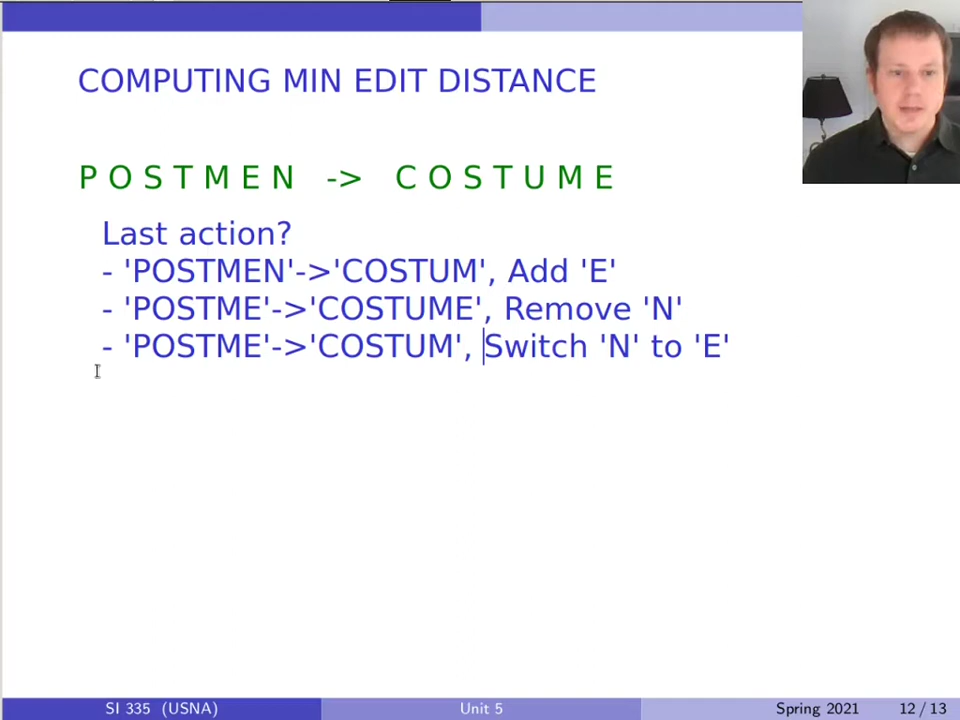 COMPUTING MIN EDIT DISTANCE
P O S T M E N -> C O S T U M E
Last action?
- 'POSTMEN'->'COSTUM', Add 'E'
- 'POSTME'->'COSTUME', Remove 'N'
- 'POSTME'->'COSTUM', Switch 'N' to 'E'
SI 335 (USNA) Unit 5 Spring 2021 12 / 13